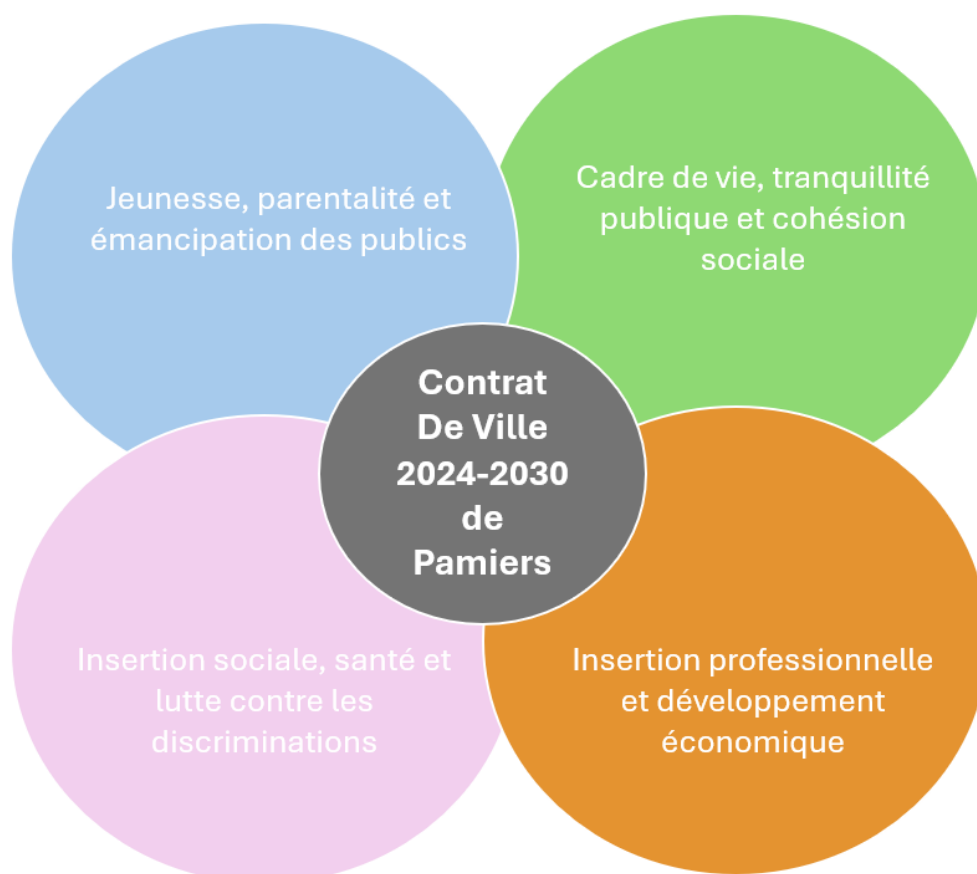 Jeunesse, parentalité et
émancipation des publics
Cadre de vie, tranquillité
publique et cohésion
sociale
Contrat
De Ville
2024-2030
de
Pamiers
Insertion sociale, santé et
lutte contre les
discriminations
Insertion professionnelle
et développement
économique